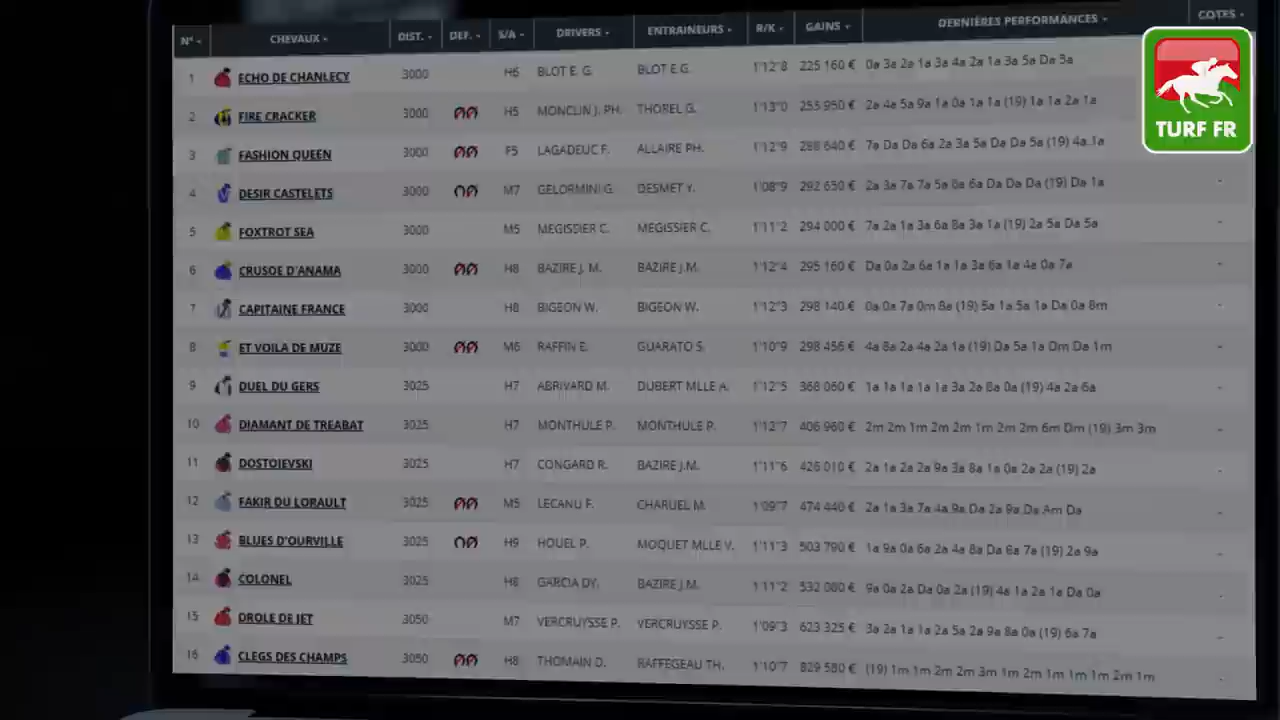 N° CHEVAUX DIST. DEF. S/A DRIVERS ENTRAINEURS R/K GAINS DERNIÈRES PERFORMANCES COTES
1 ECHO DE CHANLECY 3000 H6 BLOT E. G. BLOT E.G. 1'12"8 225 160 € 0a 3a 2a 1a 3a 4a 2a 1a 3a 5a Da 5a
2 FIRE CRACKER 3000 H5 MONCLIN J. PH. THOREL G. 1'13"0 255 950 € 2a 4a 5a 9a 1a 0a 1a 1a (19) 1a 1a 2a 1a
3 FASHION QUEEN 3000 F5 LAGADEUC F. ALLAIRE PH. 1'12"9 288 640 € 7a Da Da 6a 2a 3a 5a Da Da 5a (19) 4a 1a
4 DESIR CASTELETS 3000 M7 GELORMINI G. DESMET Y. 1'08"9 292 650 € 2a 3a 7a 7a 5a 8a 6a Da Da Da (19) Da 1a -
5 FOXTROT SEA 3000 M5 MEGISSIER C. MEGISSIER C. 1'11"2 294 000 € 7a 2a 1a 3a 6a 8a 3a 1a (19) 2a 5a Da 5a -
6 CRUSOE D'ANAMA 3000 H8 BAZIRE J. M. BAZIRE J.M. 1'12"4 295 160 € Da 0a 2a 6a 1a 1a 3a 6a 1a 4a 0a 7a -
7 CAPITAINE FRANCE 3000 H8 BIGEON W. BIGEON W. 1'12"3 298 140 € 0a 0a 7a 0m 8a (19) 5a 1a 5a 1a Da 0a 8m -
8 ET VOILA DE MUZE 3000 M6 RAFFIN E. GUARATO S. 1'10"9 298 456 € 4a 8a 2a 4a 2a 1a (19) Da 5a 1a Dm Da 1m -
9 DUEL DU GERS 3025 H7 ABRIVARD M. DUBERT MLLE A. 1'12"5 368 060 € 1a 1a 1a 1a 1a 3a 2a 8a 0a (19) 4a 2a 6a -
10 DIAMANT DE TREABAT 3025 H7 MONTHULE P. MONTHULE P. 1'12"7 406 960 € 2m 2m 1m 2m 2m 1m 2m 2m 6m Dm (19) 3m 3m -
11 DOSTOIEVSKI 3025 H7 CONGARD R. BAZIRE J.M. 1'11"6 426 010 € 2a 1a 2a 2a 9a 3a 8a 1a 0a 2a 2a (19) 2a -
12 FAKIR DU LORAULT 3025 M5 LECANU F. CHARUEL M. 1'09"7 474 440 € 2a 1a 3a 7a 4a 9a Da 2a 9a Da Am Da -
13 BLUES D'OURVILLE 3025 H9 HOUEL P. MOQUET MLLE V. 1'11"3 503 790 € 1a 9a 0a 6a 2a 4a 8a Da 6a 7a (19) 2a 9a -
14 COLONEL 3025 H8 GARCIA DY. BAZIRE J.M. 1'11"2 532 080 € 9a 0a 2a Da 0a 2a (19) 4a 1a 2a 1a Da 0a -
15 DROLE DE JET 3050 M7 VERCRUYSSE P. VERCRUYSSE P. 1'09"3 623 325 € 3a 2a 1a 1a 2a 5a 2a 9a 8a 0a (19) 6a 7a -
16 CLEGS DES CHAMPS 3050 H8 THOMAIN D. RAFFEGEAU TH. 1'10"7 829 580 € (19) 1m 1m 2m 2m 3m 1m 2m 1m 1m 1m 2m 1m -
TURF FR